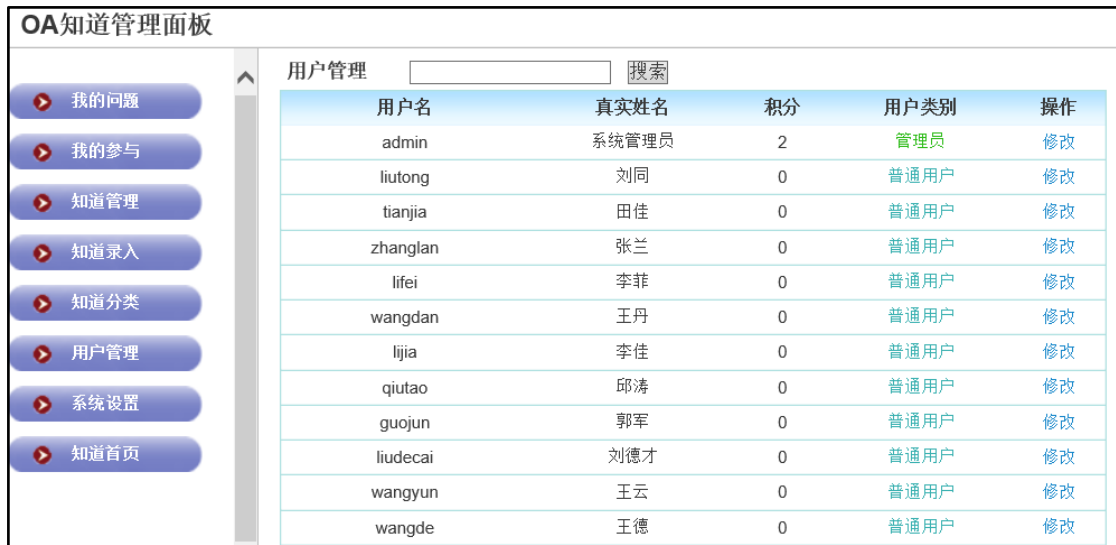 OA知道管理面板
我的问题
我的参与
知道管理
知道录入
知道分类
用户管理
系统设置
知道首页
用户管理 搜索
用户名 真实姓名 积分 用户类别 操作
admin 系统管理员 2 管理员 修改
liutong 刘同 0 普通用户 修改
tianjia 田佳 0 普通用户 修改
zhanglan 张兰 0 普通用户 修改
lifei 李菲 0 普通用户 修改
wangdan 王丹 0 普通用户 修改
lijia 李佳 0 普通用户 修改
qiutao 邱涛 0 普通用户 修改
guojun 郭军 0 普通用户 修改
liudecai 刘德才 0 普通用户 修改
wangyun 王云 0 普通用户 修改
wangde 王德 0 普通用户 修改